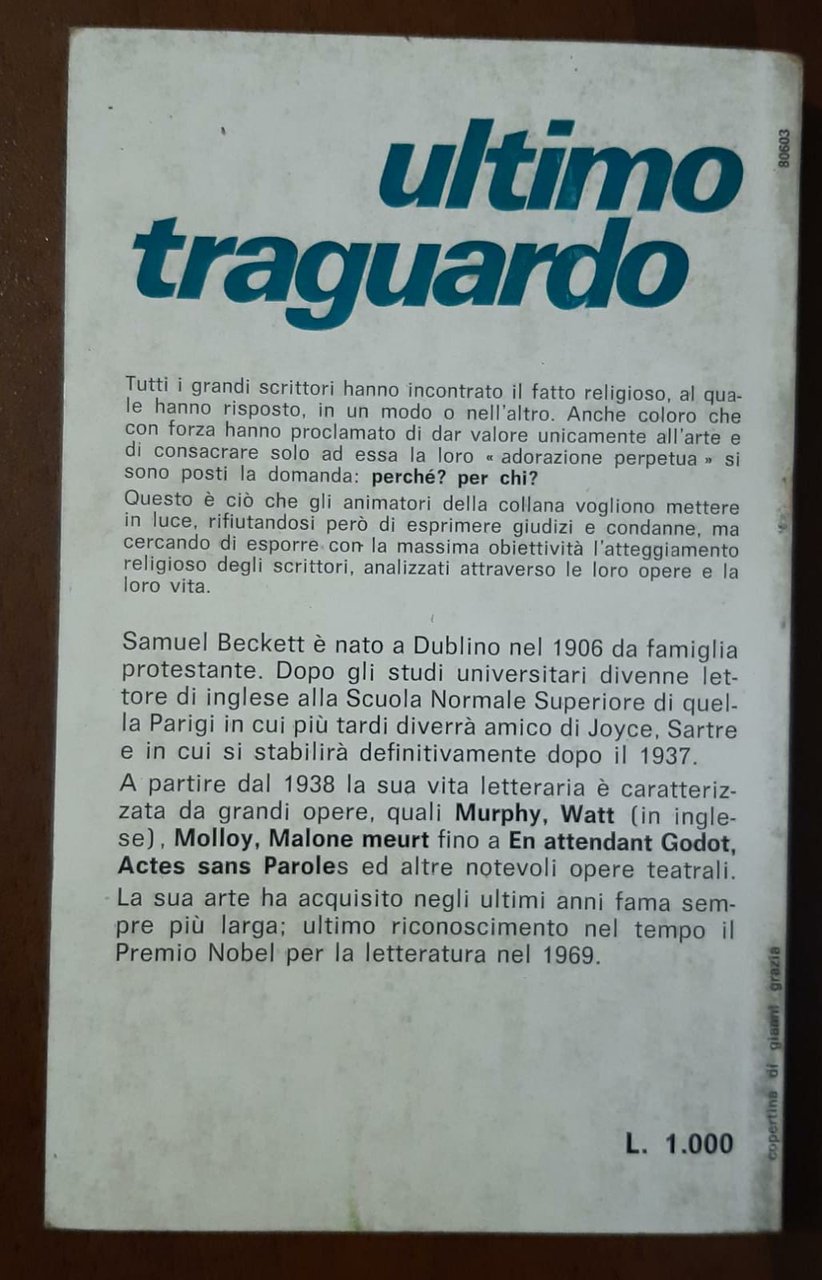 ultimo
traguardo
80603
Tutti i grandi scrittori hanno incontrato il fatto religioso, al qua-
le hanno risposto, in un modo o nell'altro. Anche coloro che
con forza hanno proclamato di dar valore unicamente all'arte e
di consacrare solo ad essa la loro « adorazione perpetua » si
sono posti la domanda: perché? per chi?
Questo è ciò che gli animatori della collana vogliono mettere
in luce, rifiutandosi però di esprimere giudizi e condanne, ma
cercando di esporre con la massima obiettività l'atteggiamento
religioso degli scrittori, analizzati attraverso le loro opere e la
loro vita.
Samuel Beckett è nato a Dublino nel 1906 da famiglia
protestante. Dopo gli studi universitari divenne let-
tore di inglese alla Scuola Normale Superiore di quel-
la Parigi in cui più tardi diverrà amico di Joyce, Sartre
e in cui si stabilirà definitivamente dopo il 1937.
A partire dal 1938 la sua vita letteraria è caratteriz-
zata da grandi opere, quali Murphy, Watt (in ingle-
se), Molloy, Malone meurt fino a En attendant Godot,
Actes sans Paroles ed altre notevoli opere teatrali.
La sua arte ha acquisito negli ultimi anni fama sem-
pre più larga; ultimo riconoscimento nel tempo il
Premio Nobel per la letteratura nel 1969.
L. 1.000
copertina di gianni grazia